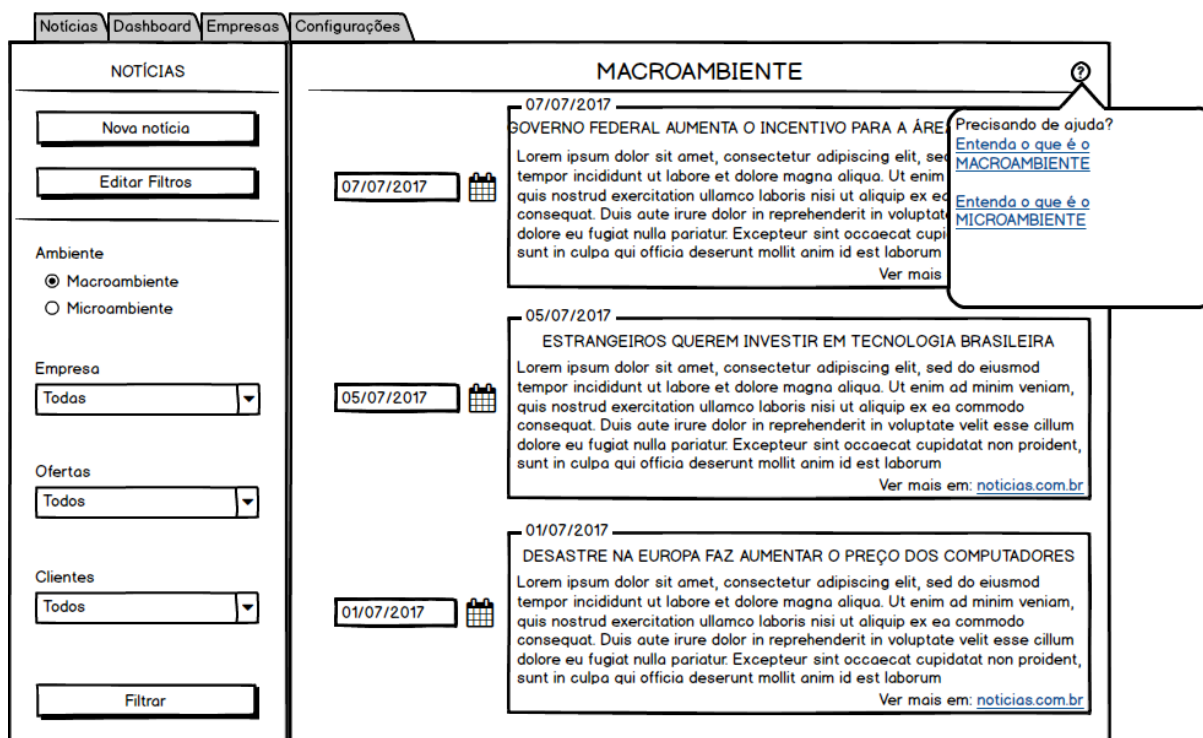 Notícias Dashboard Empresas Configurações
NOTÍCIAS
Nova notícia
Editar Filtros
Ambiente
Macroambiente
Microambiente
Empresa
Todas
Ofertas
Todos
Clientes
Todos
Filtrar
MACROAMBIENTE
?
07/07/2017
07/07/2017
GOVERNO FEDERAL AUMENTA O INCENTIVO PARA A
Lorem ipsum dolor sit amet, consectetur adipiscing elit,
tempor incididunt ut labore et dolore magna aliqua. Ut enim
quis nostrud exercitation ullamco laboris nisi ut aliquip ex
consequat. Duis aute irure dolor in reprehenderit in
dolore eu fugiat nulla pariatur. Excepteur sint occaecat
sunt in culpa qui officia deserunt mollit anim id est laborum
Ver mais
Precisando de ajuda?
Entenda o que é o
MACROAMBIENTE
Entenda o que é o
MICROAMBIENTE
05/07/2017
05/07/2017
ESTRANGEIROS QUEREM INVESTIR EM TECNOLOGIA BRASILEIRA
Lorem ipsum dolor sit amet, consectetur adipiscing elit, sed do eiusmod
tempor incididunt ut labore et dolore magna aliqua. Ut enim ad minim veniam,
quis nostrud exercitation ullamco laboris nisi ut aliquip ex ea commodo
consequat. Duis aute irure dolor in reprehenderit in voluptate velit esse cillum
dolore eu fugiat nulla pariatur. Excepteur sint occaecat cupidatat non proident,
sunt in culpa qui officia deserunt mollit anim id est laborum
Ver mais em: noticias.com.br
01/07/2017
01/07/2017
DESASTRE NA EUROPA FAZ AUMENTAR O PREÇO DOS COMPUTADORES
Lorem ipsum dolor sit amet, consectetur adipiscing elit, sed do eiusmod
tempor incididunt ut labore et dolore magna aliqua. Ut enim ad minim veniam,
quis nostrud exercitation ullamco laboris nisi ut aliquip ex ea commodo
consequat. Duis aute irure dolor in reprehenderit in voluptate velit esse cillum
dolore eu fugiat nulla pariatur. Excepteur sint occaecat cupidatat non proident,
sunt in culpa qui officia deserunt mollit anim id est laborum
Ver mais em: noticias.com.br